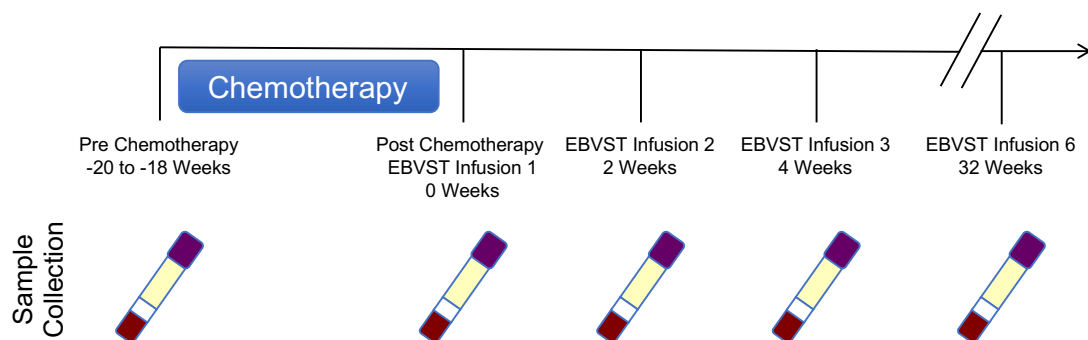 Chemotherapy
Pre Chemotherapy
-20 to -18 Weeks
Post Chemotherapy
EBVST Infusion 1
0 Weeks
EBVST Infusion 2
2 Weeks
EBVST Infusion 3
4 Weeks
EBVST Infusion 6
32 Weeks
Sample
Collection